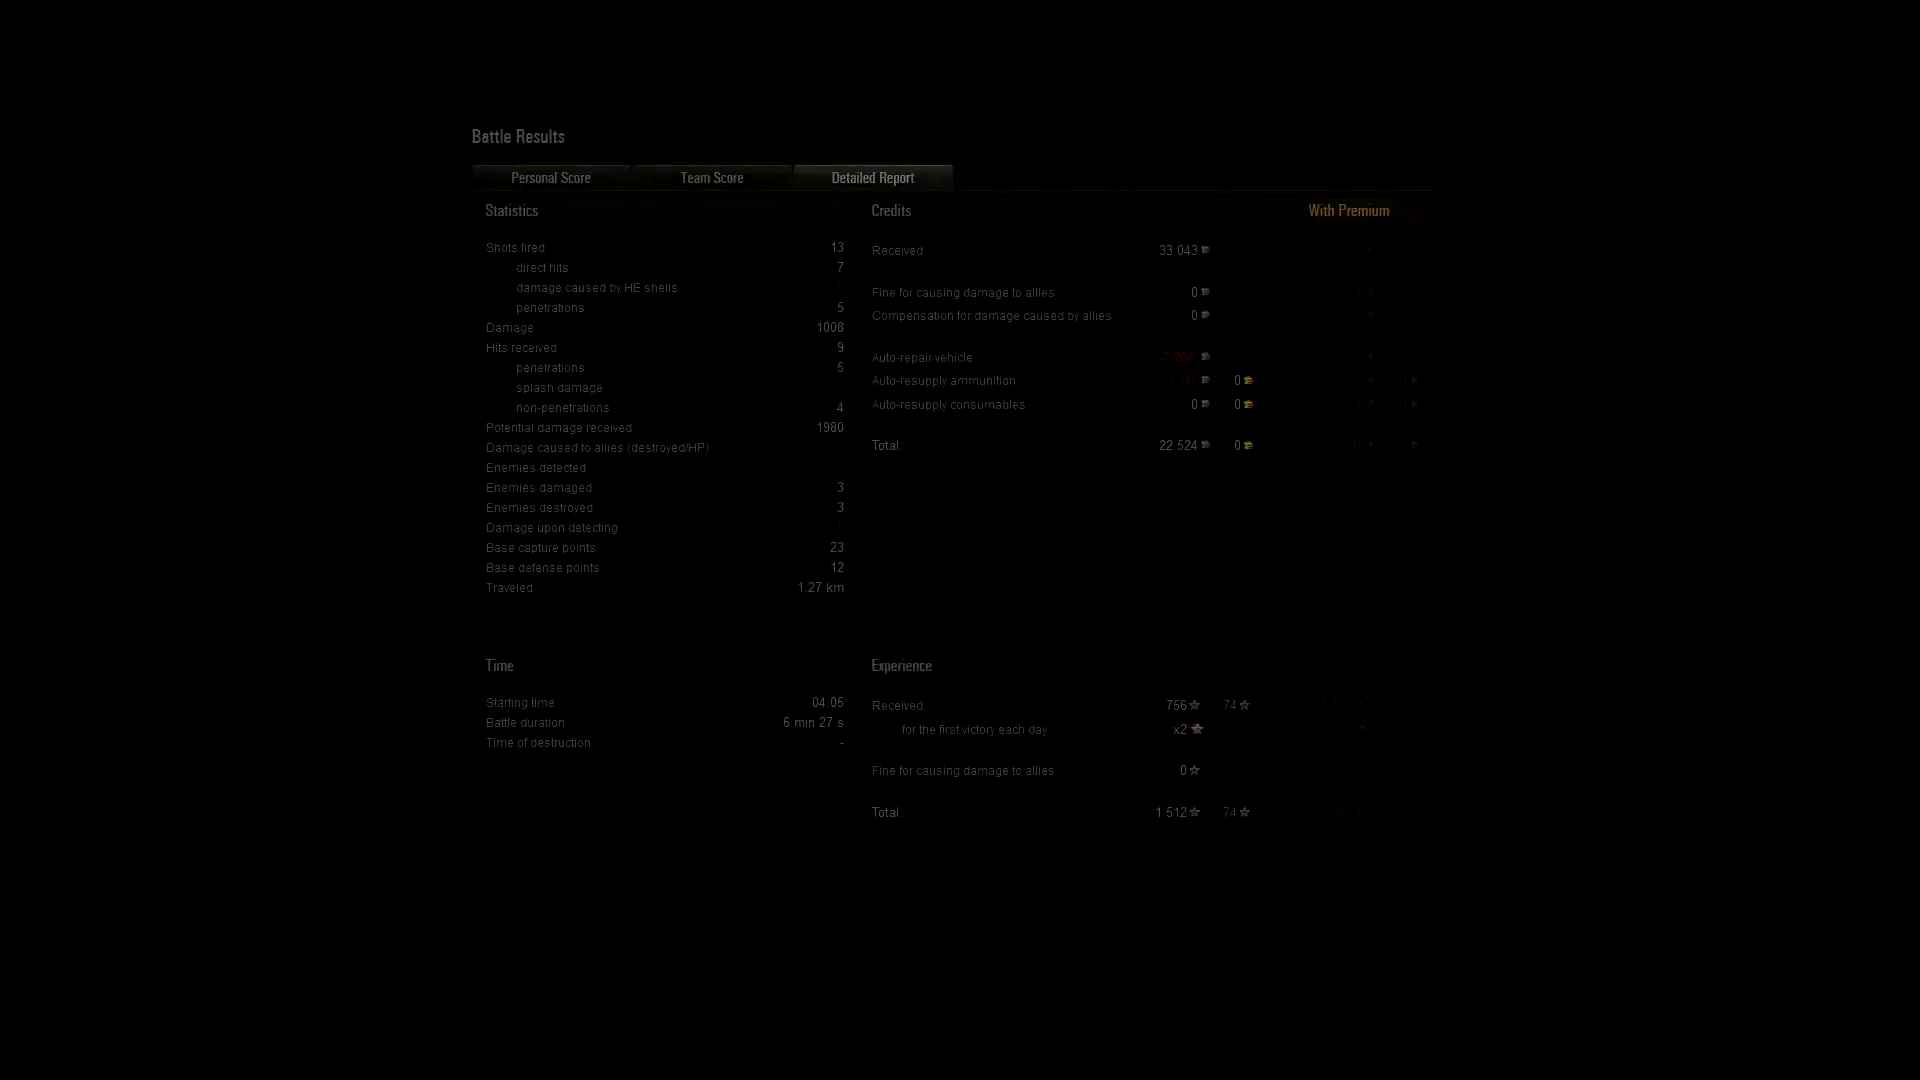 Battle Results
Personal Score Team Score Detailed Report
Statistics
Shots fired 13
direct hits 7
damage caused by HE shells
penetrations 5
Damage 1008
Hits received 9
penetrations 5
splash damage
non-penetrations 4
Potential damage received 1980
Damage caused to allies (destroyed/HP)
Enemies detected
Enemies damaged 3
Enemies destroyed 3
Damage upon detecting
Base capture points 23
Base defense points 12
Traveled 1.27 km
Credits With Premium
Received 33 043
Fine for causing damage to allies 0
Compensation for damage caused by allies 0
Auto-repair vehicle
Auto-resupply ammunition 0
Auto-resupply consumables 0 0
Total: 22 524 0
Time
Starting time 04:05
Battle duration 6 min 27 s
Time of destruction -
Experience
Received 756 74
for the first victory each day x2
Fine for causing damage to allies 0
Total: 1 512 74